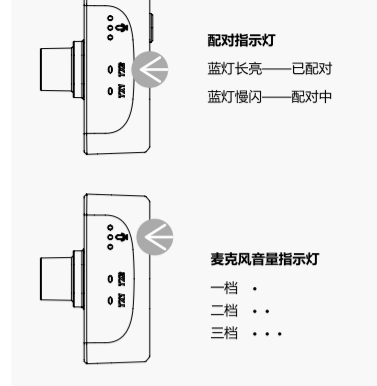 配对指示灯
蓝灯长亮——已配对
蓝灯慢闪——配对中
麦克风音量指示灯
一档 •
二档 • •
三档 • • •